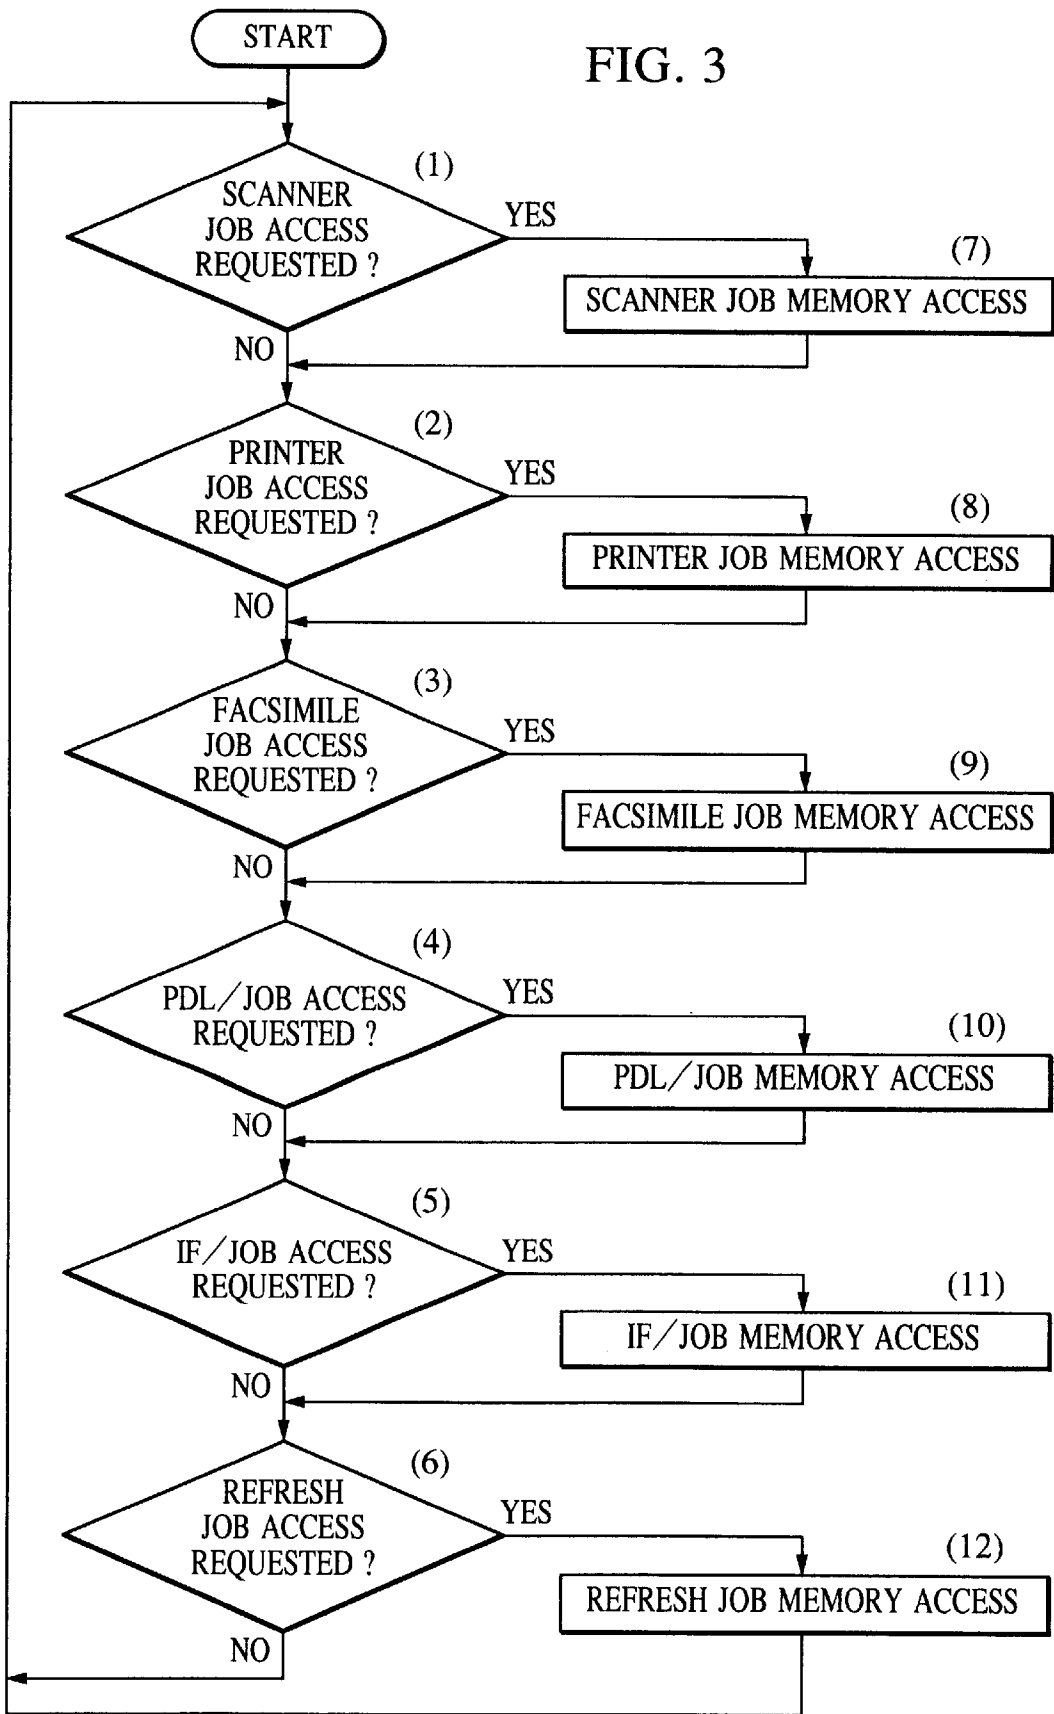 START
FIG. 3
(1)
SCANNER
JOB ACCESS
REQUESTED ?
YES
(7)
SCANNER JOB MEMORY ACCESS
NO
(2)
PRINTER
JOB ACCESS
REQUESTED ?
YES
(8)
PRINTER JOB MEMORY ACCESS
NO
(3)
FACSIMILE
JOB ACCESS
REQUESTED ?
YES
(9)
FACSIMILE JOB MEMORY ACCESS
NO
(4)
PDL/JOB ACCESS
REQUESTED ?
YES
(10)
PDL/JOB MEMORY ACCESS
NO
(5)
IF/JOB ACCESS
REQUESTED ?
YES
(11)
IF/JOB MEMORY ACCESS
NO
(6)
REFRESH
JOB ACCESS
REQUESTED ?
YES
(12)
REFRESH JOB MEMORY ACCESS
NO